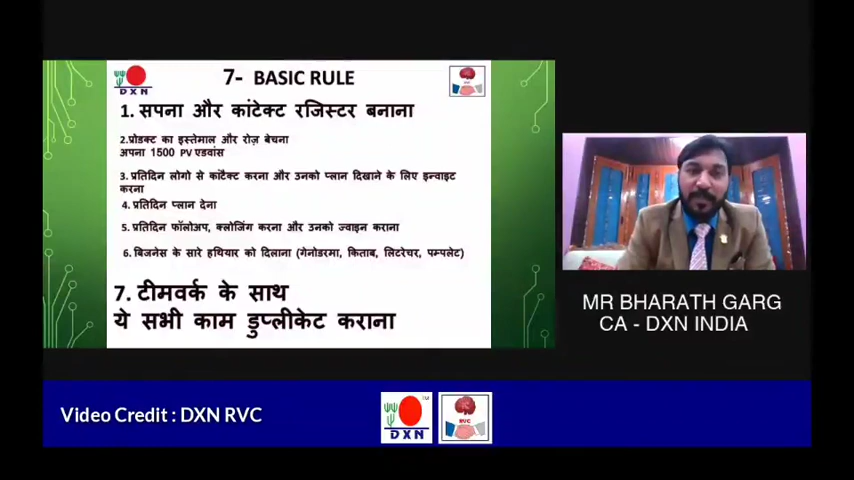 DXN
7- BASIC RULE
1. सपना और कांटेक्ट रजिस्टर बनाना
2.प्रोडक्ट का इस्तेमाल और रोज़ बेचना
अपना 1500 PV एडवांस
3. प्रतिदिन लोगो से कांटैक्ट करना और उनको प्लान दिखाने के लिए इन्वाइट
करना
4. प्रतिदिन प्लान देना
5. प्रतिदिन फॉलोअप, क्लोजिंग करना और उनको ज्वाइन कराना
6. बिजनेस के सारे हथियार को दिलाना (गेनोडरमा, किताब, लिटरेचर, पम्पलेट)
7. टीमवर्क के साथ
ये सभी काम डुप्लीकेट कराना
MR BHARATH GARG
CA - DXN INDIA
Video Credit : DXN RVC
DXN
TM
RVC